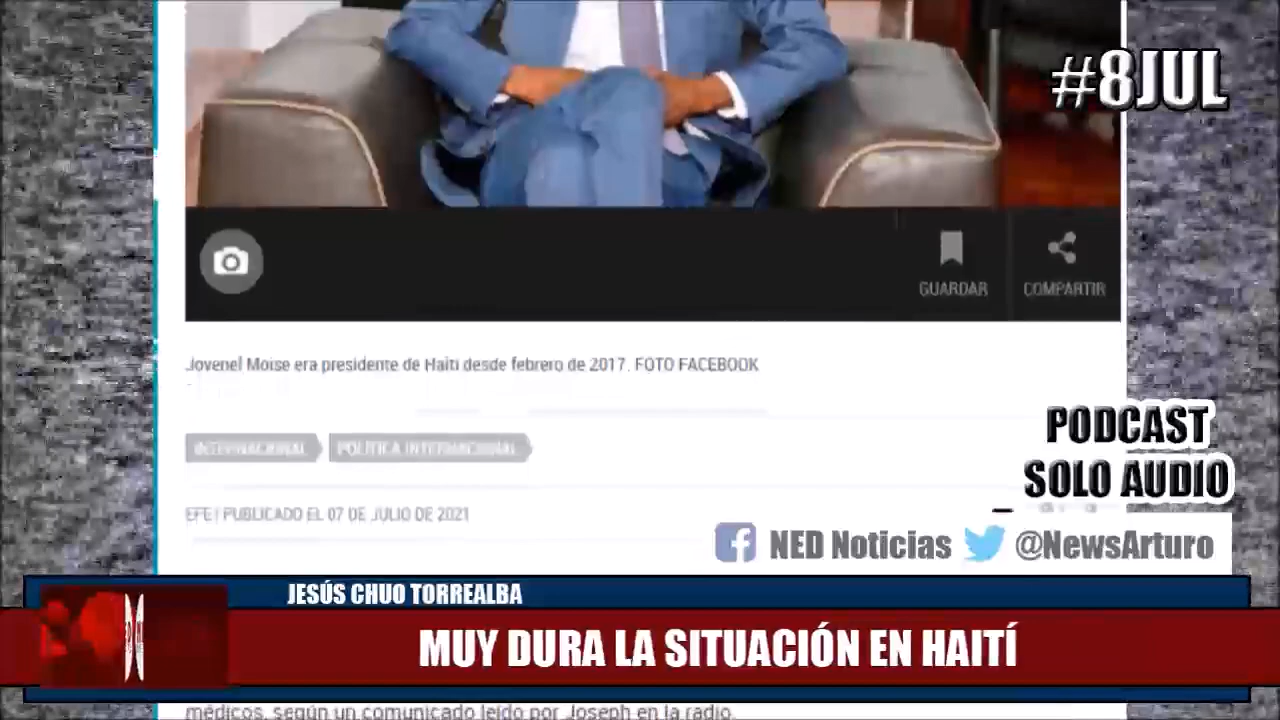 #8JUL
GUARDAR
COMPARTIR
Jovenel Moise era presidente de Haití desde febrero de 2017. FOTO FACEBOOK
INTERNACIONAL
POLÍTICA INTERNACIONAL
PODCAST
SOLO AUDIO
EFE | PUBLICADO EL 07 DE JULIO DE 2021
NED Noticias
@NewsArturo
JESÚS CHUO TORREALBA
MUY DURA LA SITUACIÓN EN HAITÍ
médicos, según un comunicado leído por Joseph en la radio.